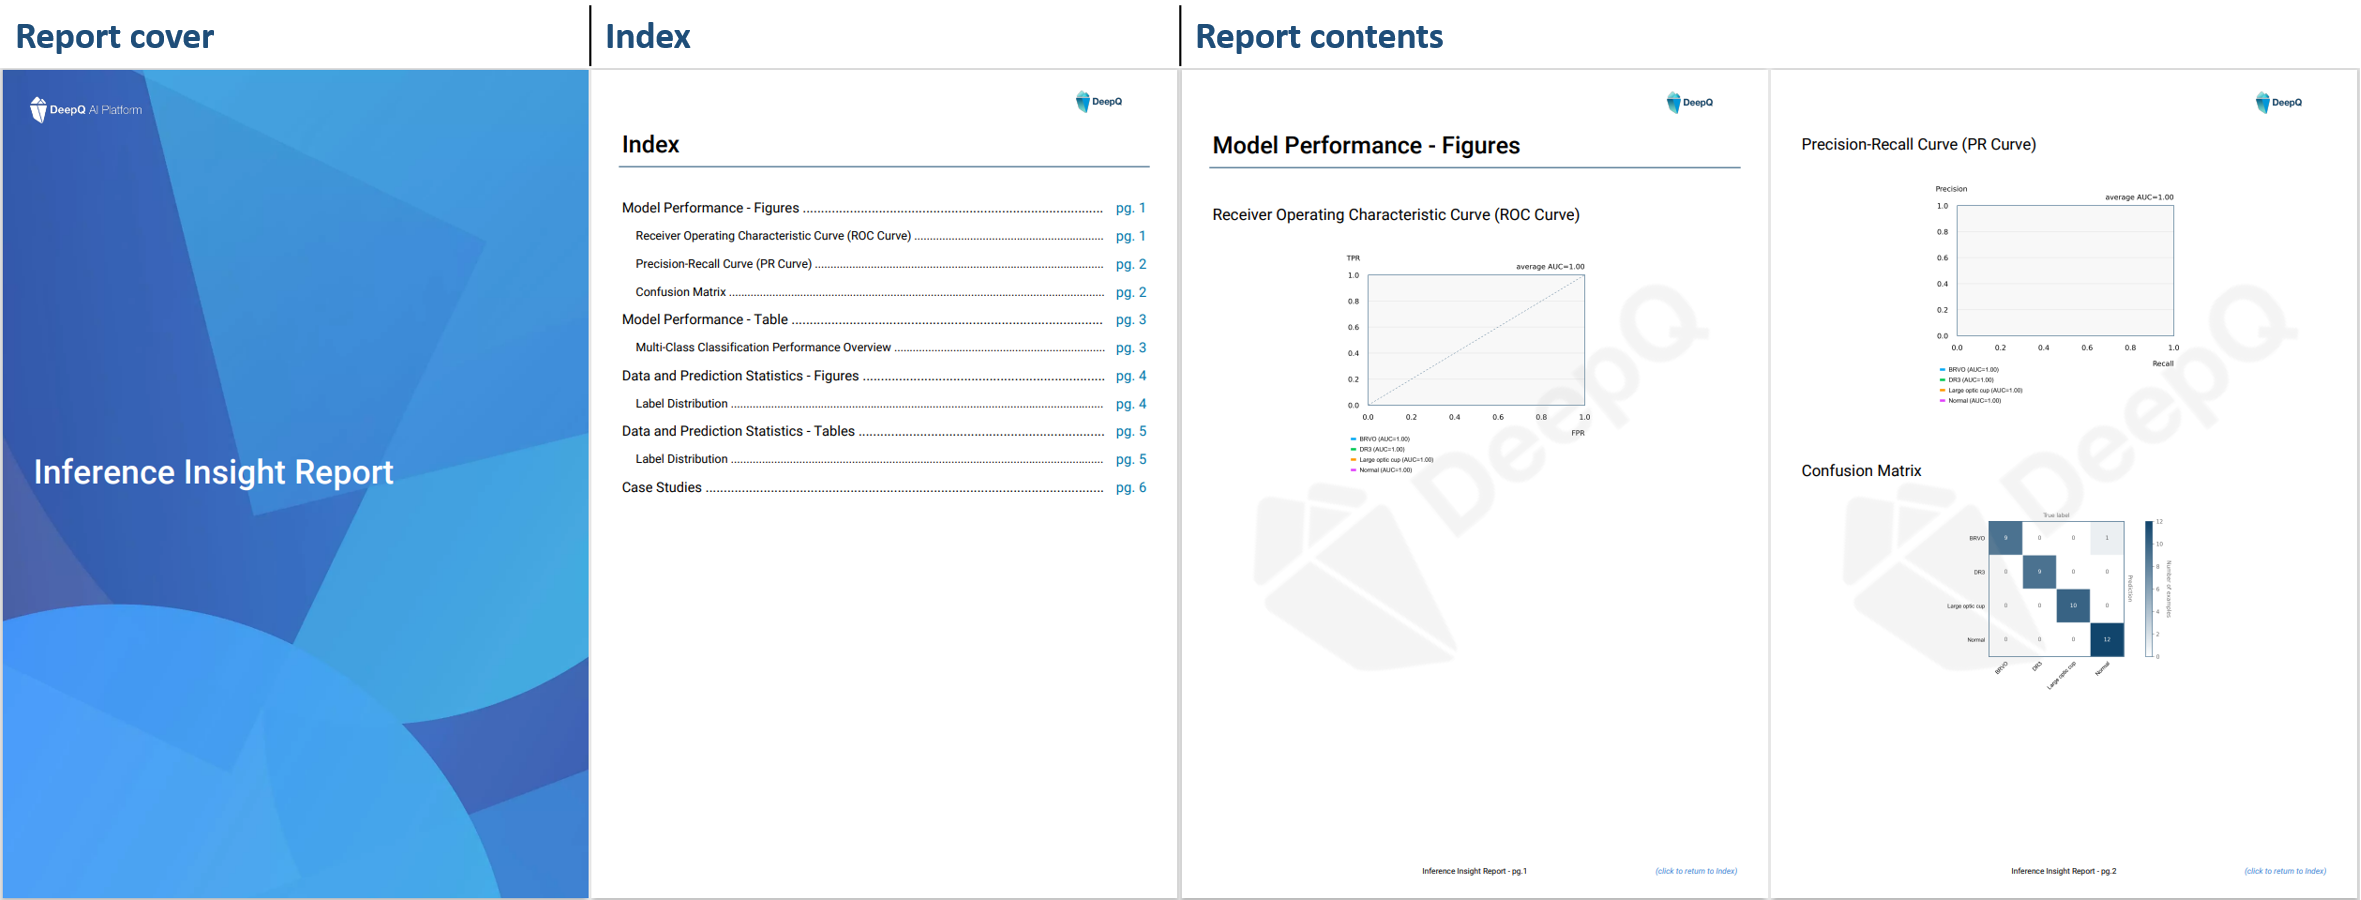 Report cover
Index
Report contents
DeepQ AI Platform
Inference Insight Report
DeepQ
Index
Model Performance - Figures pg. 1
Receiver Operating Characteristic Curve (ROC Curve) pg. 1
Precision-Recall Curve (PR Curve) pg. 2
Confusion Matrix pg. 2
Model Performance - Table pg. 3
Multi-Class Classification Performance Overview pg. 3
Data and Prediction Statistics - Figures pg. 4
Label Distribution pg. 4
Data and Prediction Statistics - Tables pg. 5
Label Distribution pg. 5
Case Studies pg. 6
DeepQ
Model Performance - Figures
Receiver Operating Characteristic Curve (ROC Curve)
TPR
average AUC=1.00
1.0
0.8
0.6
0.4
0.2
0.0
0.0 0.2 0.4 0.6 0.8 1.0
FPR
BRVO (AUC=1.00)
DR3 (AUC=1.00)
Large optic cup (AUC=1.00)
Normal (AUC=1.00)
DeepQ
Inference Insight Report - pg.1
(click to return to Index)
DeepQ
Precision-Recall Curve (PR Curve)
Precision
average AUC=1.00
1.0
0.8
0.6
0.4
0.2
0.0
0.0 0.2 0.4 0.6 0.8 1.0
Recall
BRVO (AUC=1.00)
DR3 (AUC=1.00)
Large optic cup (AUC=1.00)
Normal (AUC=1.00)
Confusion Matrix
True label
BRVO 9 0 0 1
DR3 0 9 0 0
Large optic cup 0 0 10 0
Normal 0 0 0 12
BRVO DR3 Large optic cup Normal
Prediction
12
10
8
6
4
2
0
Number of examples
DeepQ
Inference Insight Report - pg.2
(click to return to Index)